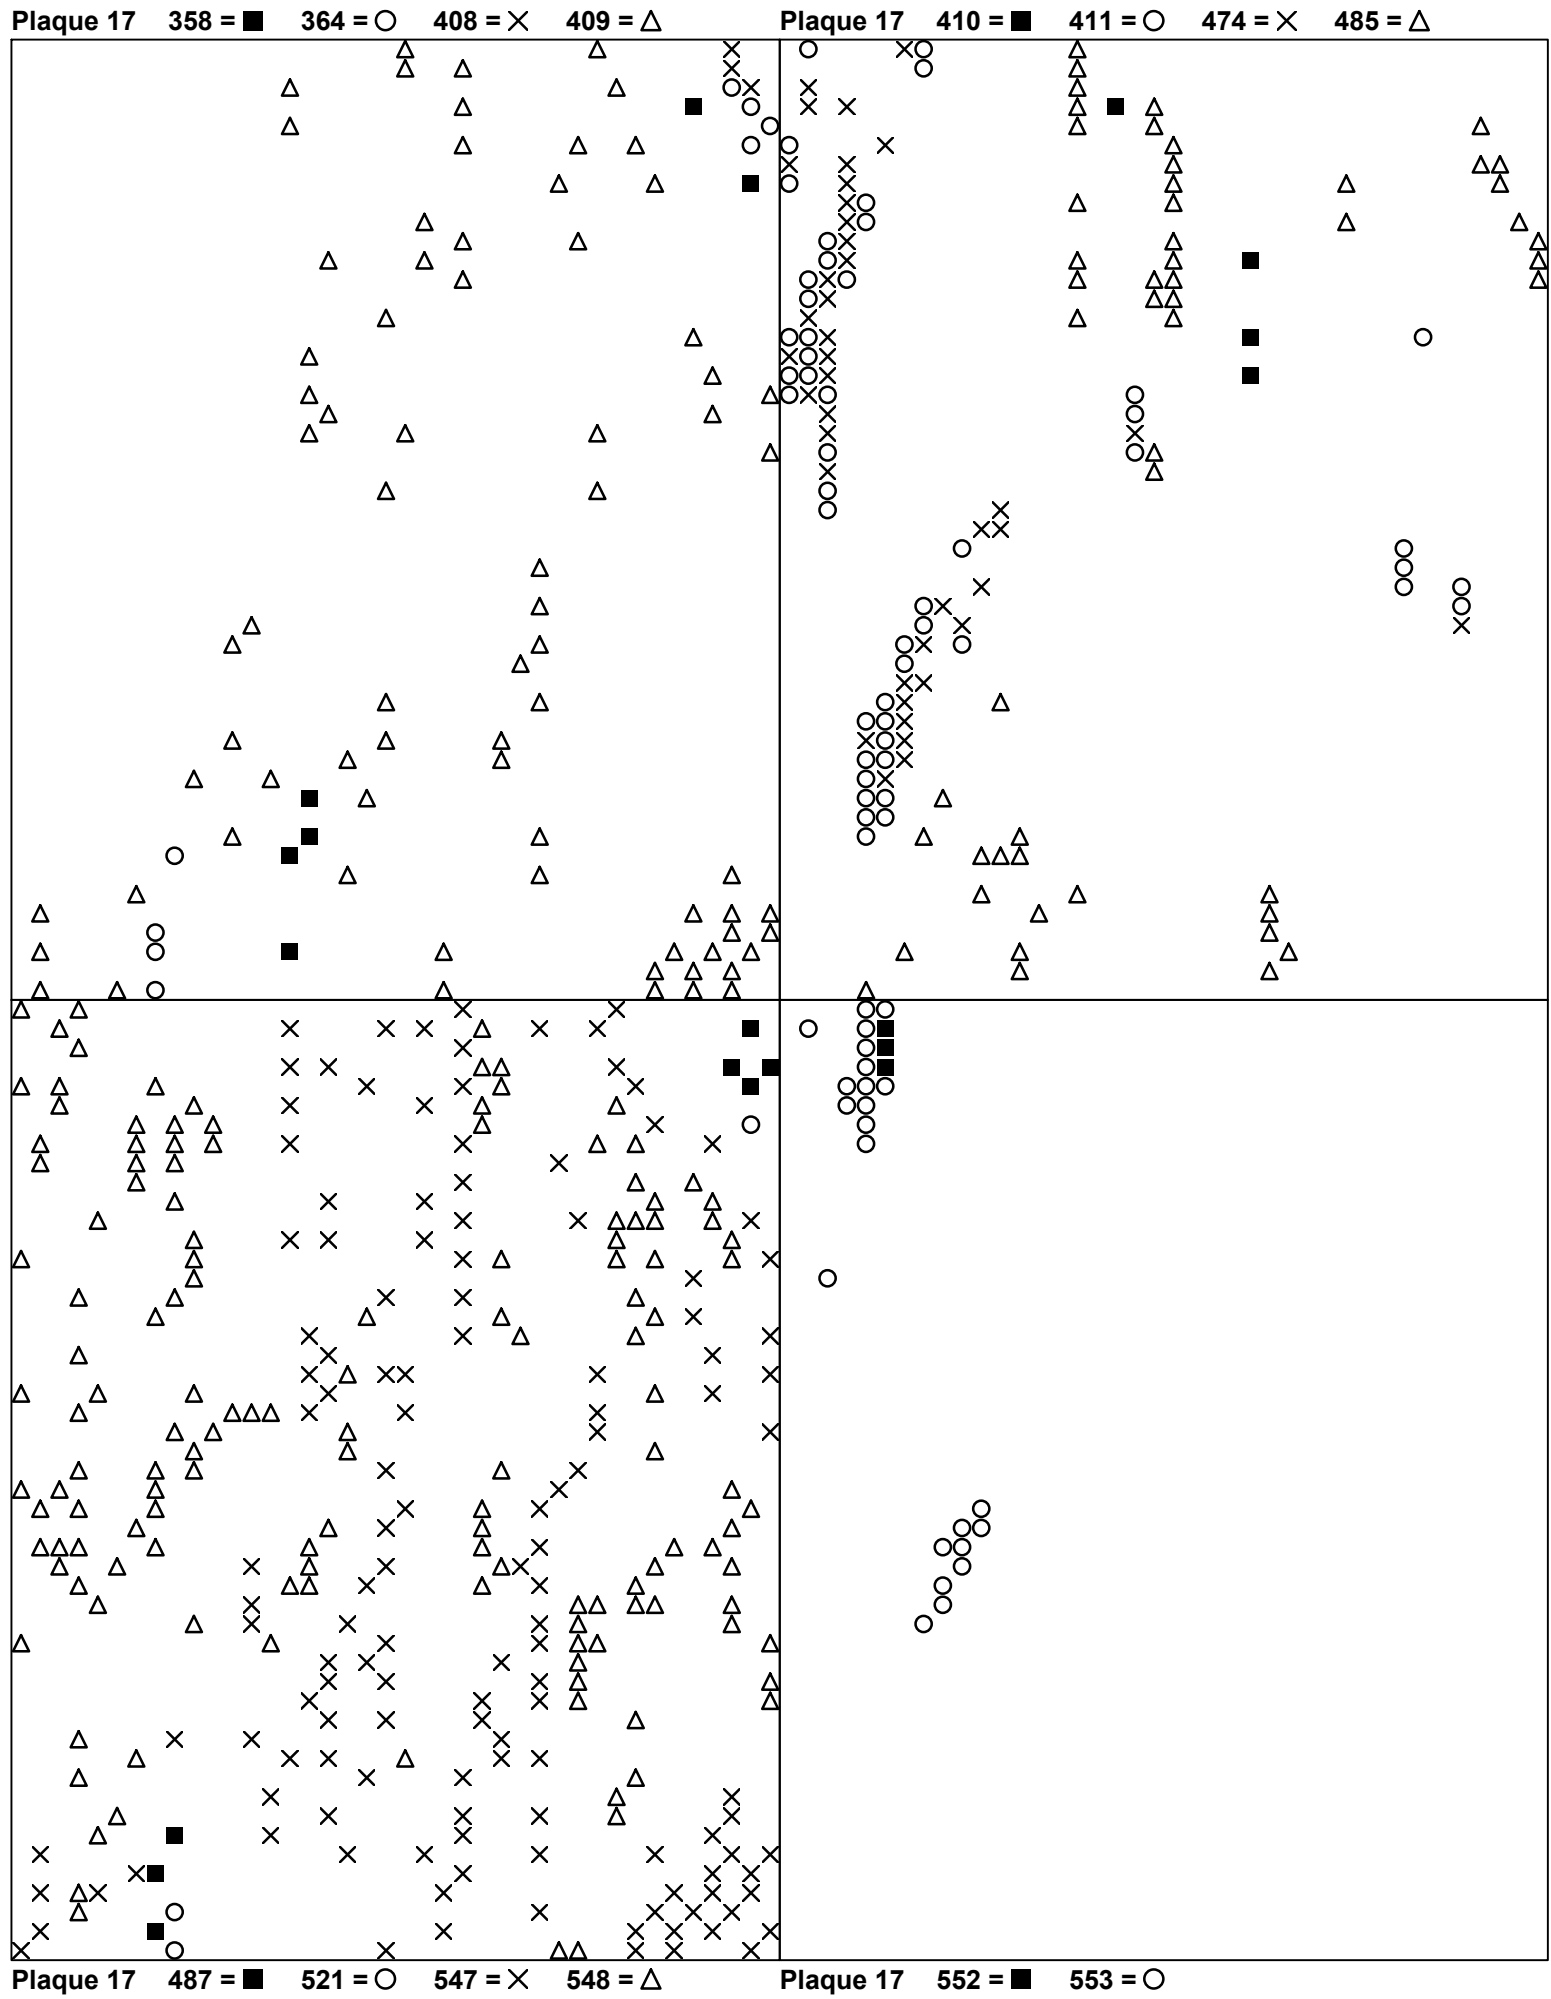 Plaque 17 358 = ■ 364 = ○ 408 = × 409 = △
Plaque 17 410 = ■ 411 = ○ 474 = × 485 = △
Plaque 17 487 = ■ 521 = ○ 547 = × 548 = △
Plaque 17 552 = ■ 553 = ○